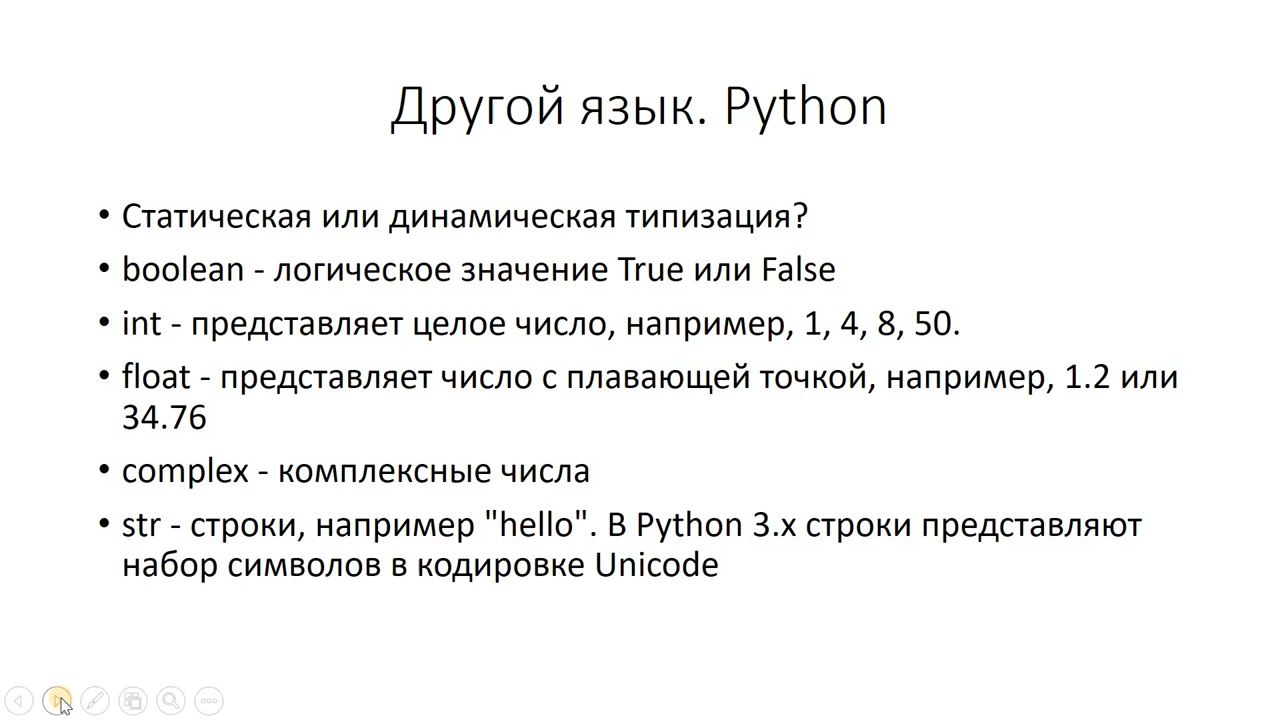 Другой язык. Python
• Статическая или динамическая типизация?
• boolean - логическое значение True или False
• int - представляет целое число, например, 1, 4, 8, 50.
• float - представляет число с плавающей точкой, например, 1.2 или
34.76
• complex - комплексные числа
• str - строки, например "hello". В Python 3.x строки представляют
набор символов в кодировке Unicode